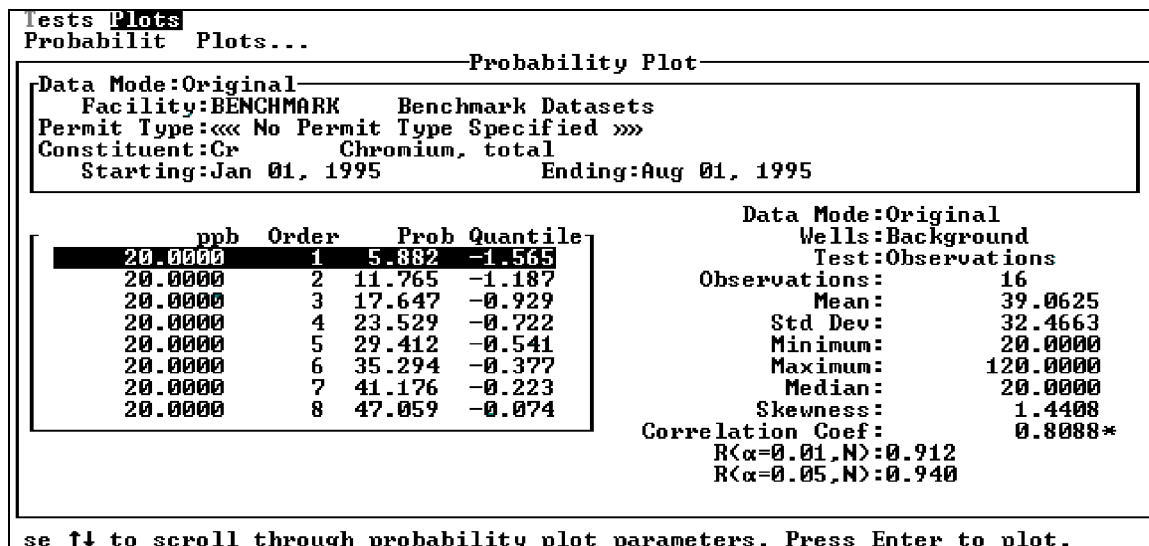 Tests Plots
Probabilit Plots...
Probability Plot
Data Mode:Original
Facility:BENCHMARK Benchmark Datasets
Permit Type:<<< No Permit Type Specified >>>
Constituent:Cr Chromium, total
Starting:Jan 01, 1995 Ending:Aug 01, 1995
ppb Order Prob Quantile
20.0000 1 5.882 -1.565
20.0000 2 11.765 -1.187
20.0000 3 17.647 -0.929
20.0000 4 23.529 -0.722
20.0000 5 29.412 -0.541
20.0000 6 35.294 -0.377
20.0000 7 41.176 -0.223
20.0000 8 47.059 -0.074
Data Mode:Original
Wells:Background
Test:Observations
Observations: 16
Mean: 39.0625
Std Dev: 32.4663
Minimum: 20.0000
Maximum: 120.0000
Median: 20.0000
Skewness: 1.4408
Correlation Coef: 0.8088*
R(α=0.01,N):0.912
R(α=0.05,N):0.940
se ↑↓ to scroll through probability plot parameters. Press Enter to plot.